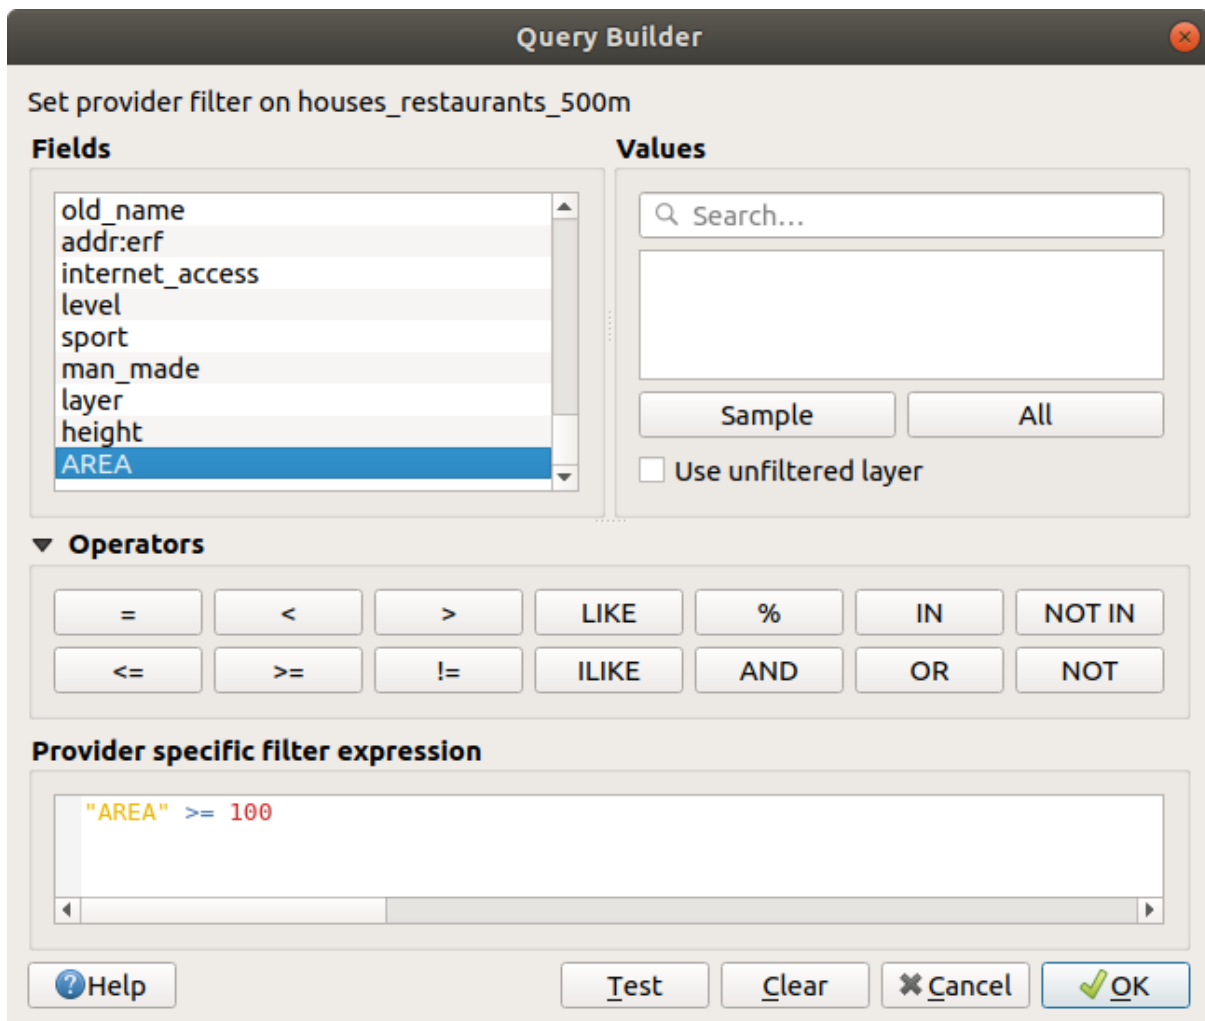 Query Builder
Set provider filter on houses_restaurants_500m
Fields
Values
old_name
addr:erf
internet_access
level
sport
man_made
layer
height
AREA
Search...
Sample All
Use unfiltered layer
Operators
= < > LIKE % IN NOT IN
<= >= != ILIKE AND OR NOT
Provider specific filter expression
"AREA" >= 100
Help Test Clear Cancel OK